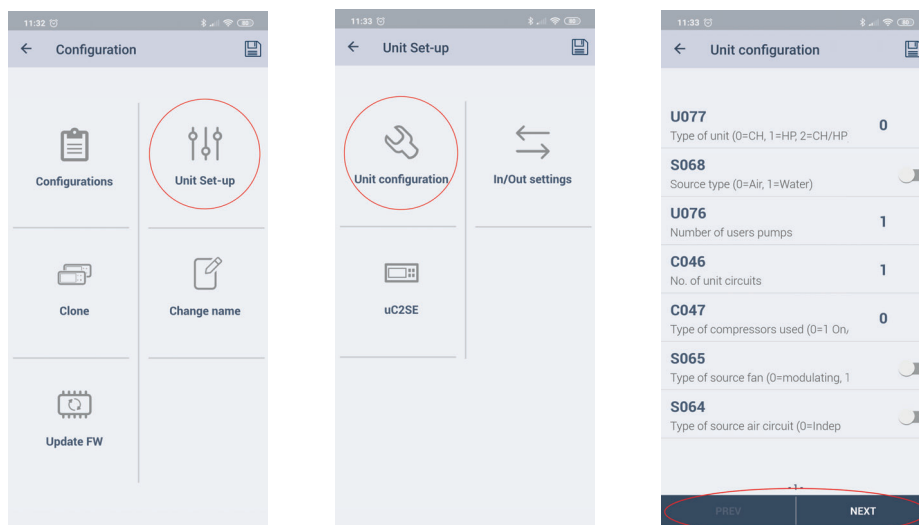 11:32
Configuration
Configurations
Unit Set-up
Clone
Change name
Update FW
11:33
Unit Set-up
Unit configuration
In/Out settings
uC2SE
11:33
Unit configuration
U077
Type of unit (0=CH, 1=HP, 2=CH/HP
0
S068
Source type (0=Air, 1=Water)
U076
Number of users pumps
1
C046
No. of unit circuits
1
C047
Type of compressors used (0=1 On/
0
S065
Type of source fan (0=modulating, 1
S064
Type of source air circuit (0=Indep
-1-
PREV
NEXT